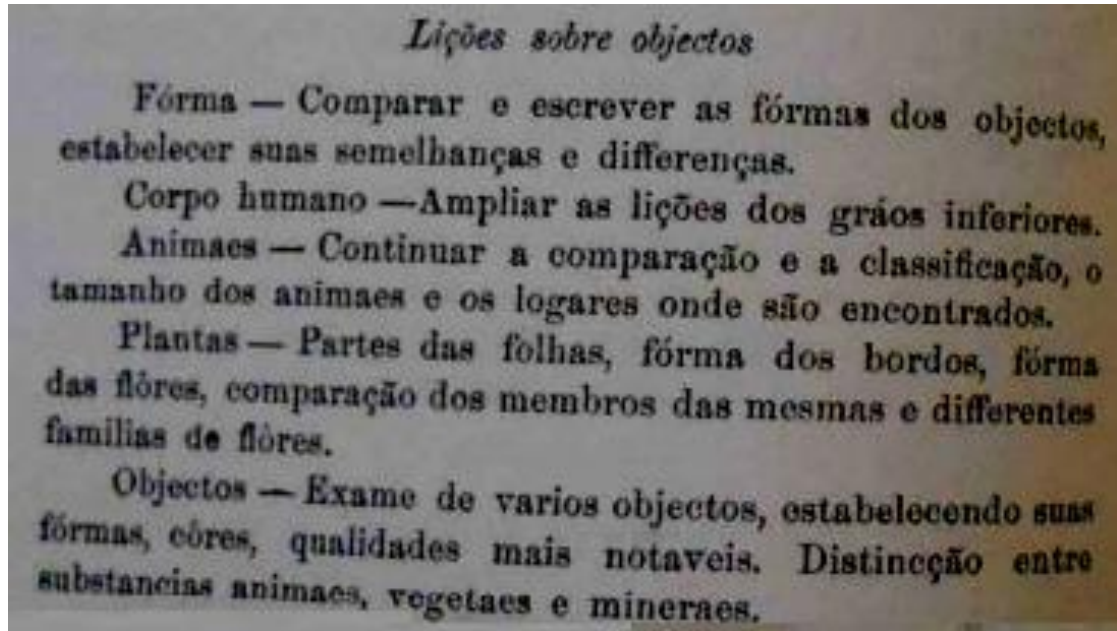 Lições sobre objectos
Fórma — Comparar e escrever as fórmas dos objectos,
estabelecer suas semelhanças e differenças.
Corpo humano —Ampliar as lições dos gráos inferiores.
Animaes — Continuar a comparação e a classificação, o
tamanho dos animaes e os logares onde são encontrados.
Plantas — Partes das folhas, fórma dos bordos, fórma
das flôres, comparação dos membros das mesmas e differentes
familias de flôres.
Objectos — Exame de varios objectos, estabelecendo suas
fórmas, côres, qualidades mais notaveis. Distincção entre
substancias animaes, vegetaes e mineraes.